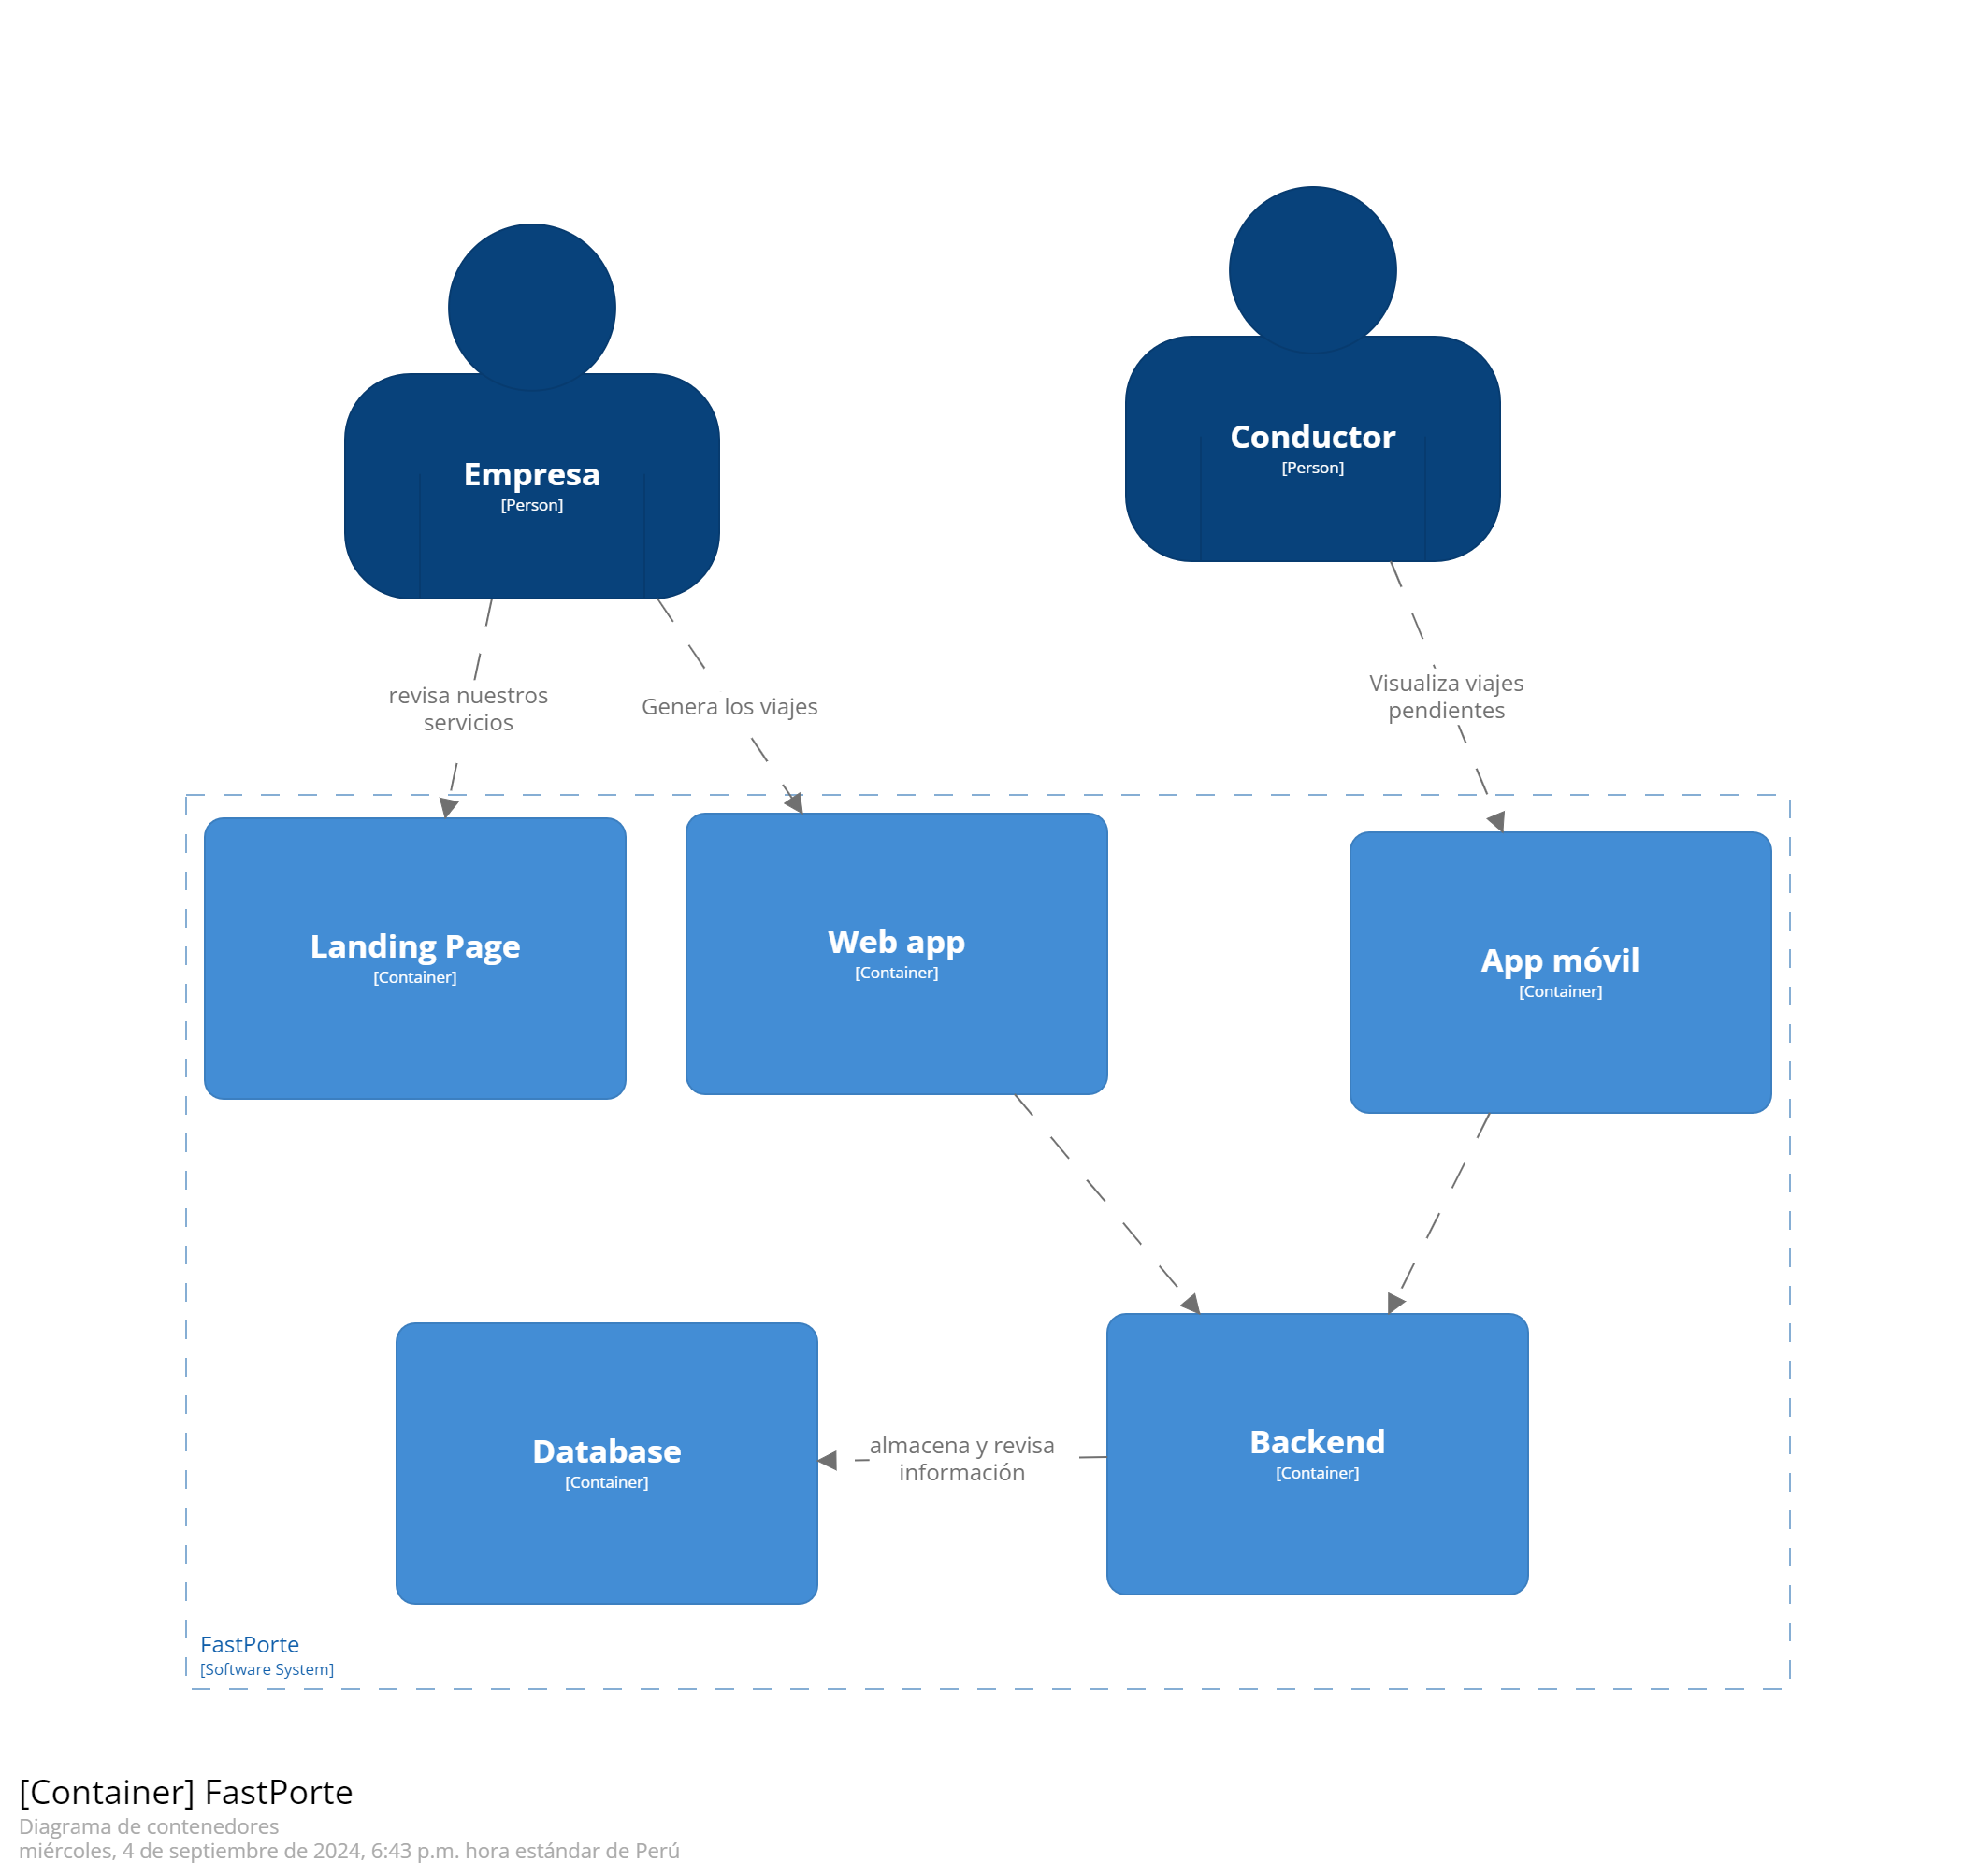 Empresa
[Person]
Conductor
[Person]
revisa nuestros
servicios
Genera los viajes
Visualiza viajes
pendientes
Landing Page
[Container]
Web app
[Container]
App móvil
[Container]
Database
[Container]
almacena y revisa
información
Backend
[Container]
FastPorte
[Software System]
[Container] FastPorte
Diagrama de contenedores
miércoles, 4 de septiembre de 2024, 6:43 p.m. hora estándar de Perú